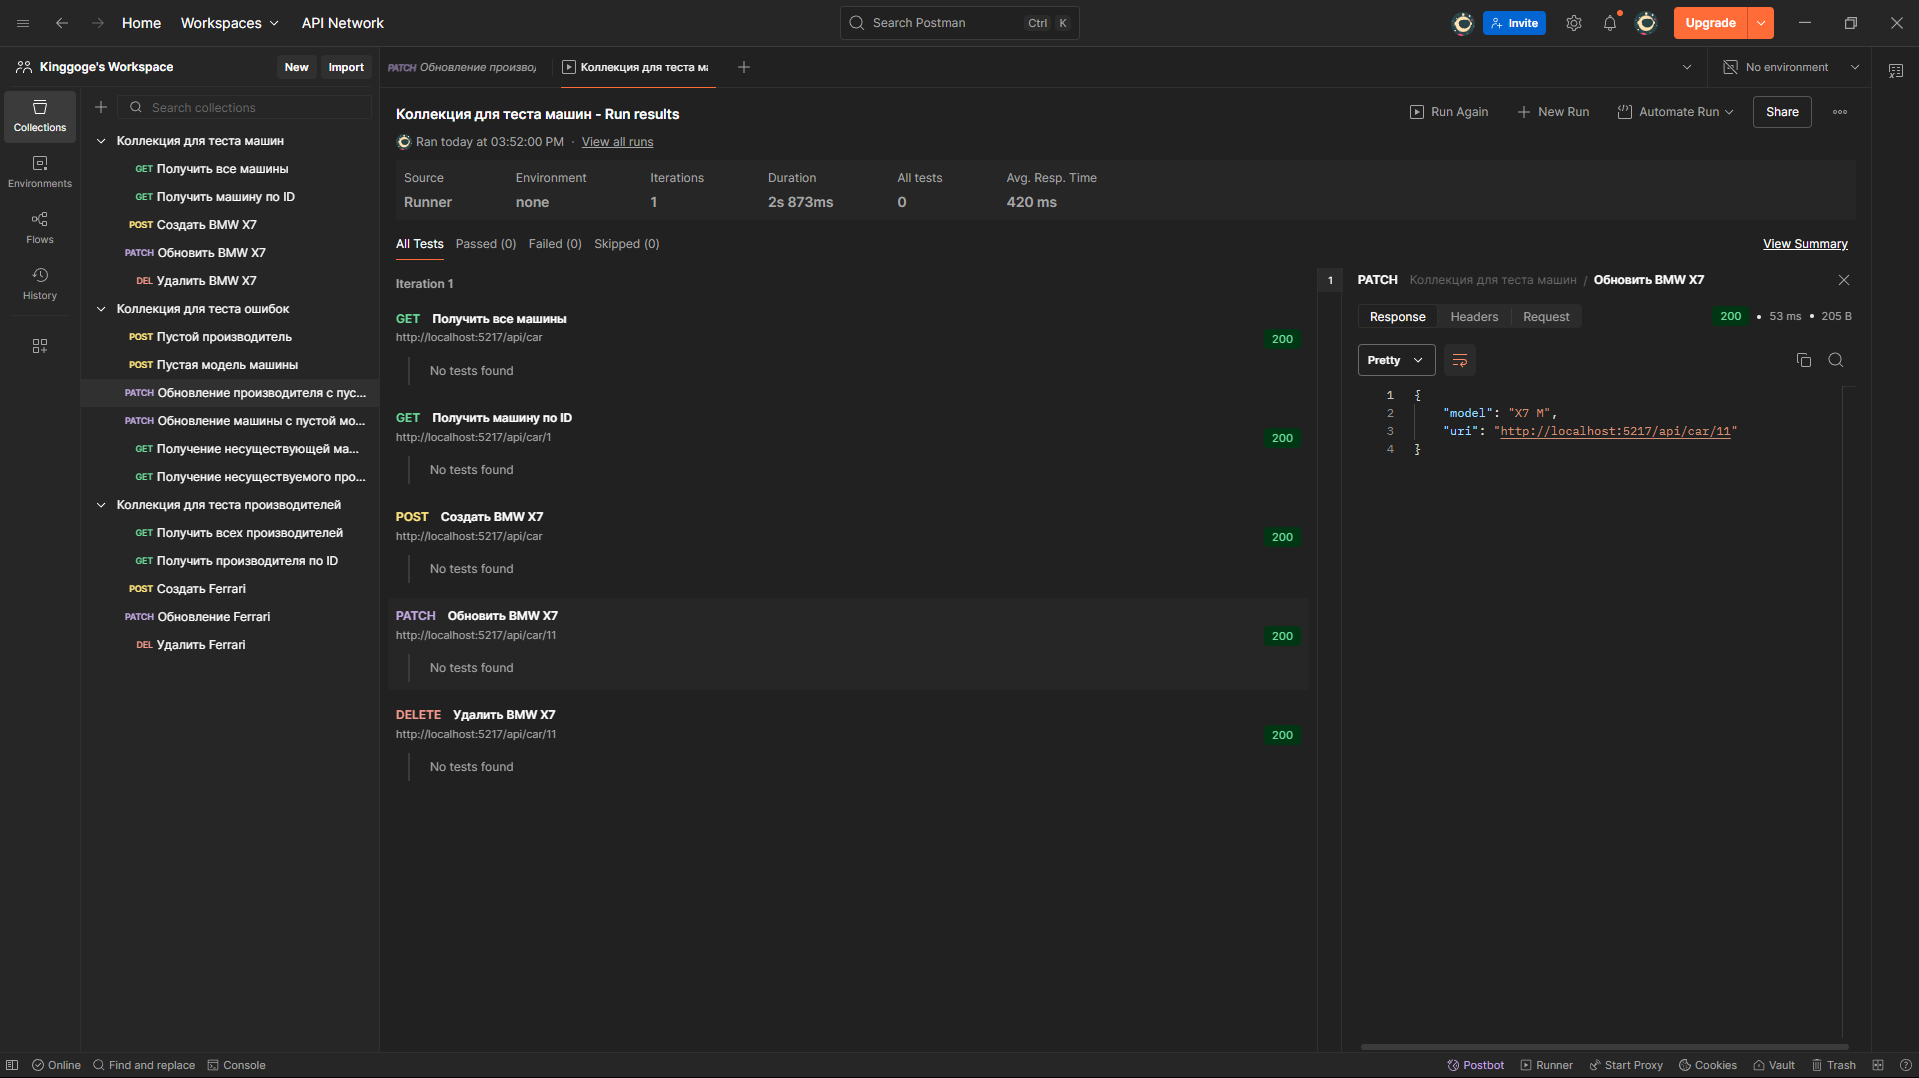 Home
Workspaces
API Network
Search Postman
Ctrl
K
Invite
Upgrade
Kinggoge's Workspace
New
Import
PATCH Обновление произво
Коллекция для теста ма
No environment
Collections
Environments
Flows
History
Search collections
Коллекция для теста машин
GET Получить все машины
GET Получить машину по ID
POST Создать BMW X7
PATCH Обновить BMW X7
DEL Удалить BMW X7
Коллекция для теста ошибок
POST Пустой производитель
POST Пустая модель машины
PATCH Обновление производителя с пус...
PATCH Обновление машины с пустой мо...
GET Получение несуществующей ма...
GET Получение несуществуемого про...
Коллекция для теста производителей
GET Получить всех производителей
GET Получить производителя по ID
POST Создать Ferrari
PATCH Обновление Ferrari
DEL Удалить Ferrari
Коллекция для теста машин - Run results
Run Again
New Run
Automate Run
Share
Ran today at 03:52:00 PM · View all runs
Source Environment Iterations Duration All tests Avg. Resp. Time
Runner none 1 2s 873ms 0 420 ms
All Tests Passed (0) Failed (0) Skipped (0)
View Summary
Iteration 1
GET Получить все машины
http://localhost:5217/api/car
200
No tests found
GET Получить машину по ID
http://localhost:5217/api/car/1
200
No tests found
POST Создать BMW X7
http://localhost:5217/api/car
200
No tests found
PATCH Обновить BMW X7
http://localhost:5217/api/car/11
200
No tests found
DELETE Удалить BMW X7
http://localhost:5217/api/car/11
200
No tests found
1
PATCH Коллекция для теста машин / Обновить BMW X7
Response Headers Request
200 • 53 ms • 205 B
Pretty
1 {
2 "model": "X7 M",
3 "uri": "http://localhost:5217/api/car/11"
4 }
Online
Find and replace
Console
Postbot
Runner
Start Proxy
Cookies
Vault
Trash